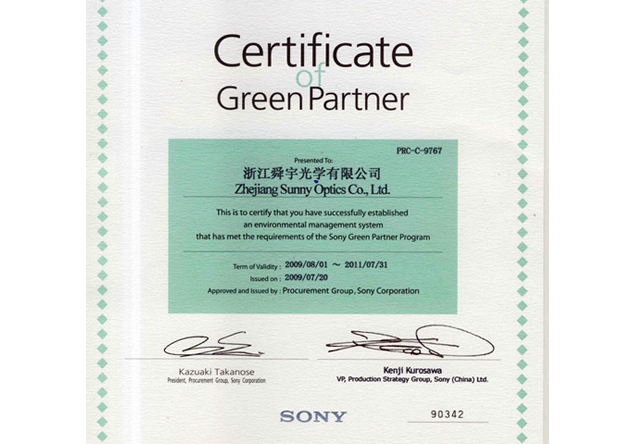 Certificate
of
Green Partner
PRC-C-9767
Presented To:
浙江舜宇光学有限公司
Zhejiang Sunny Optics Co., Ltd.
This is to certify that you have successfully established
an environmental management system
that has met the requirements of the Sony Green Partner Program
Term of Validity : 2009/08/01 ～ 2011/07/31
Issued on : 2009/07/20
Approved and Issued by : Procurement Group, Sony Corporation
Kazuaki Takanose
President, Procurement Group, Sony Corporation
Kenji Kurosawa
VP, Production Strategy Group, Sony (China) Ltd.
SONY
90342